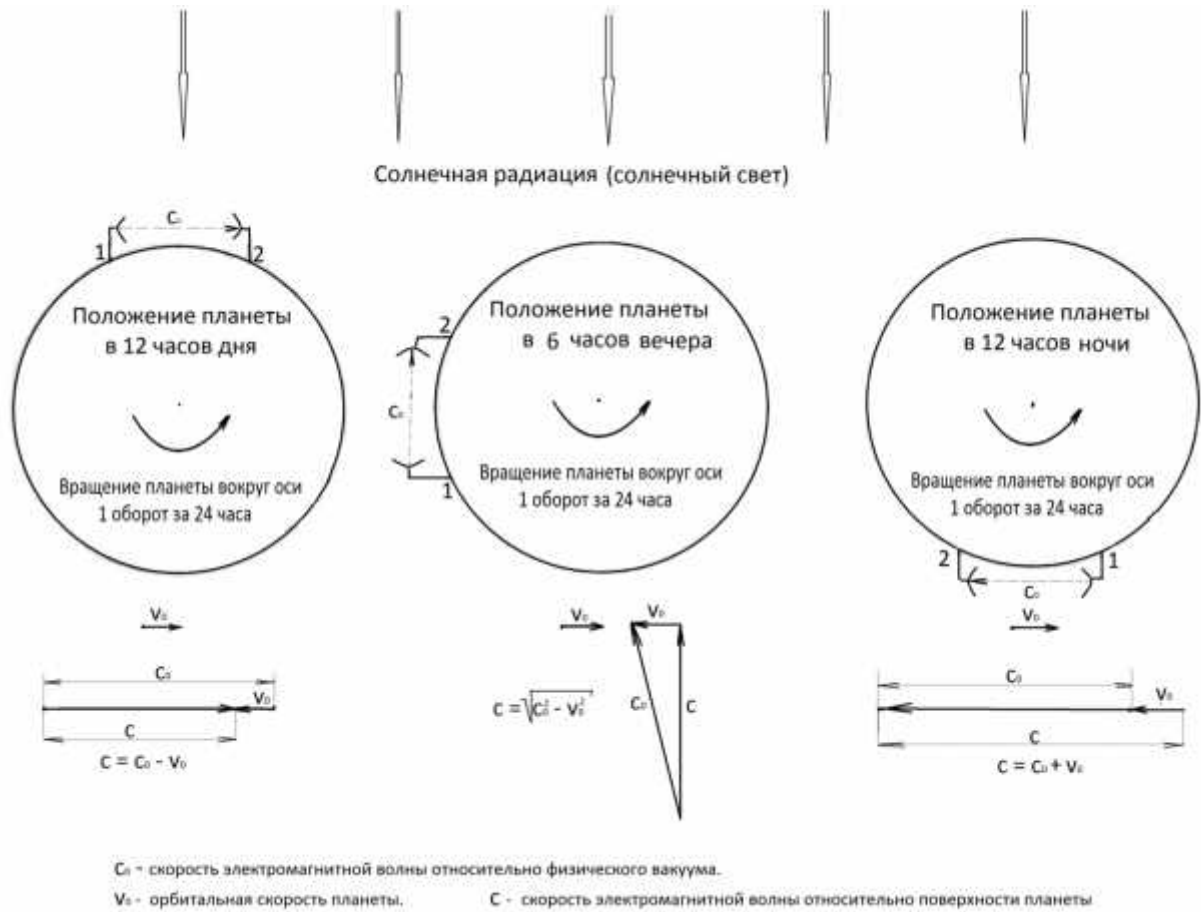 Солнечная радиация (солнечный свет)
C₀
1
2
Положение планеты
в 12 часов дня
Вращение планеты вокруг оси
1 оборот за 24 часа
V₀
C₀
V₀
C
C = C₀ - V₀
2
C₀
1
Положение планеты
в 6 часов вечера
Вращение планеты вокруг оси
1 оборот за 24 часа
V₀
V₀
C = √C₀² - V₀²
C₀
C
Положение планеты
в 12 часов ночи
Вращение планеты вокруг оси
1 оборот за 24 часа
2
1
C₀
V₀
C₀
V₀
C
C = C₀ + V₀
C₀ - скорость электромагнитной волны относительно физического вакуума.
V₀ - орбитальная скорость планеты. C - скорость электромагнитной волны относительно поверхности планеты